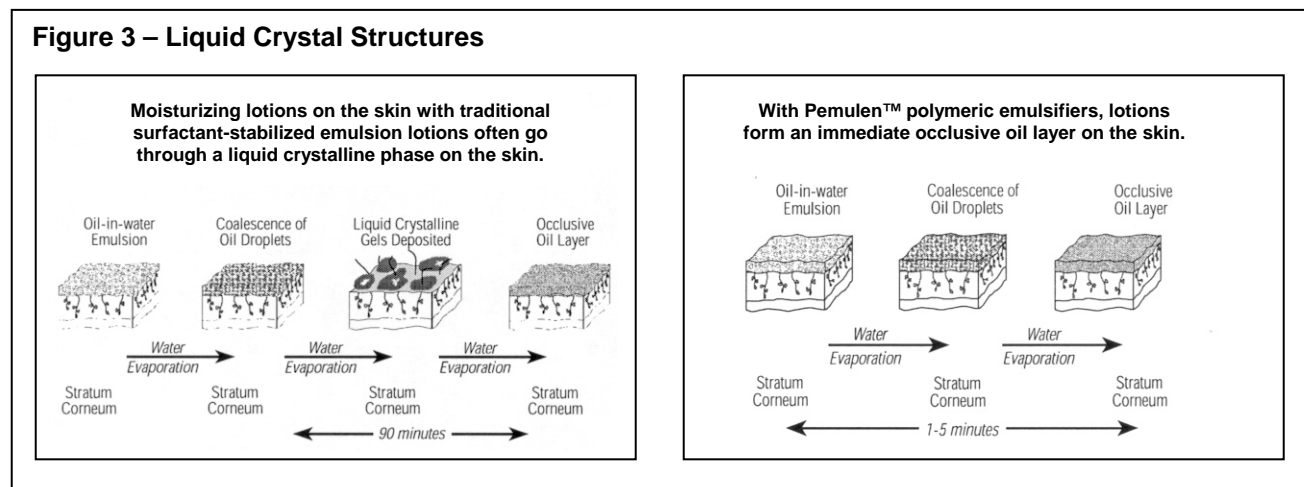 Figure 3 – Liquid Crystal Structures
Moisturizing lotions on the skin with traditional
surfactant-stabilized emulsion lotions often go
through a liquid crystalline phase on the skin.
Oil-in-water
Emulsion
Coalescence of
Oil Droplets
Liquid Crystalline
Gels Deposited
Occlusive
Oil Layer
Water
Evaporation
Water
Evaporation
Water
Evaporation
Stratum
Corneum
Stratum
Corneum
Stratum
Corneum
Stratum
Corneum
90 minutes
With Pemulen™ polymeric emulsifiers, lotions
form an immediate occlusive oil layer on the skin.
Oil-in-water
Emulsion
Coalescence of
Oil Droplets
Occlusive
Oil Layer
Water
Evaporation
Water
Evaporation
Stratum
Corneum
Stratum
Corneum
Stratum
Corneum
1-5 minutes